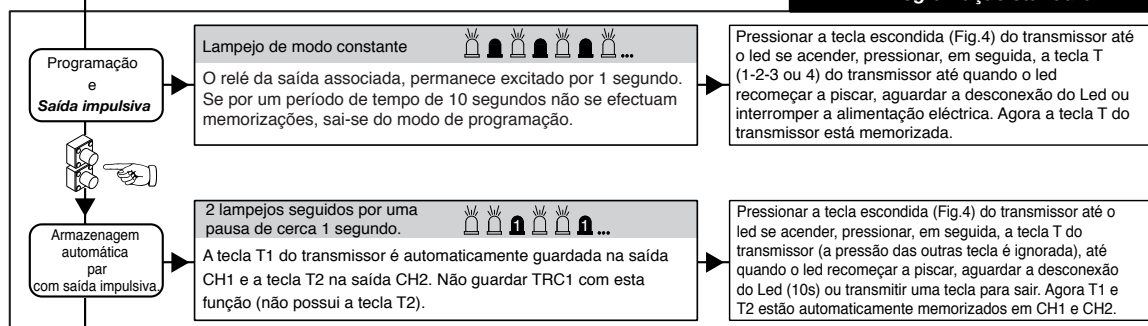 Programação
e
Saída impulsiva
Lampejo de modo constante
...
O relé da saída associada, permanece excitado por 1 segundo.
Se por um período de tempo de 10 segundos não se efectuam
memorizações, sai-se do modo de programação.
Pressionar a tecla escondida (Fig.4) do transmissor até
o led se acender, pressionar, em seguida, a tecla T
(1-2-3 ou 4) do transmissor até quando o led
recomeçar a piscar, aguardar a desconexão do Led ou
interromper a alimentação eléctrica. Agora a tecla T do
transmissor está memorizada.
Armazenagem
automática
par
com saída impulsiva.
2 lampejos seguidos por uma
pausa de cerca 1 segundo.
1 1 ...
A tecla T1 do transmissor é automaticamente guardada na saída
CH1 e a tecla T2 na saída CH2. Não guardar TRC1 com esta
função (não possui a tecla T2).
Pressionar a tecla escondida (Fig.4) do transmissor até o
led se acender, pressionar, em seguida, a tecla T do
transmissor (a pressão das outras tecla é ignorada), até
quando o led recomeçar a piscar, aguardar a desconexão
do Led (10s) ou transmitir uma tecla para sair. Agora T1 e
T2 estão automaticamente memorizados em CH1 e CH2.